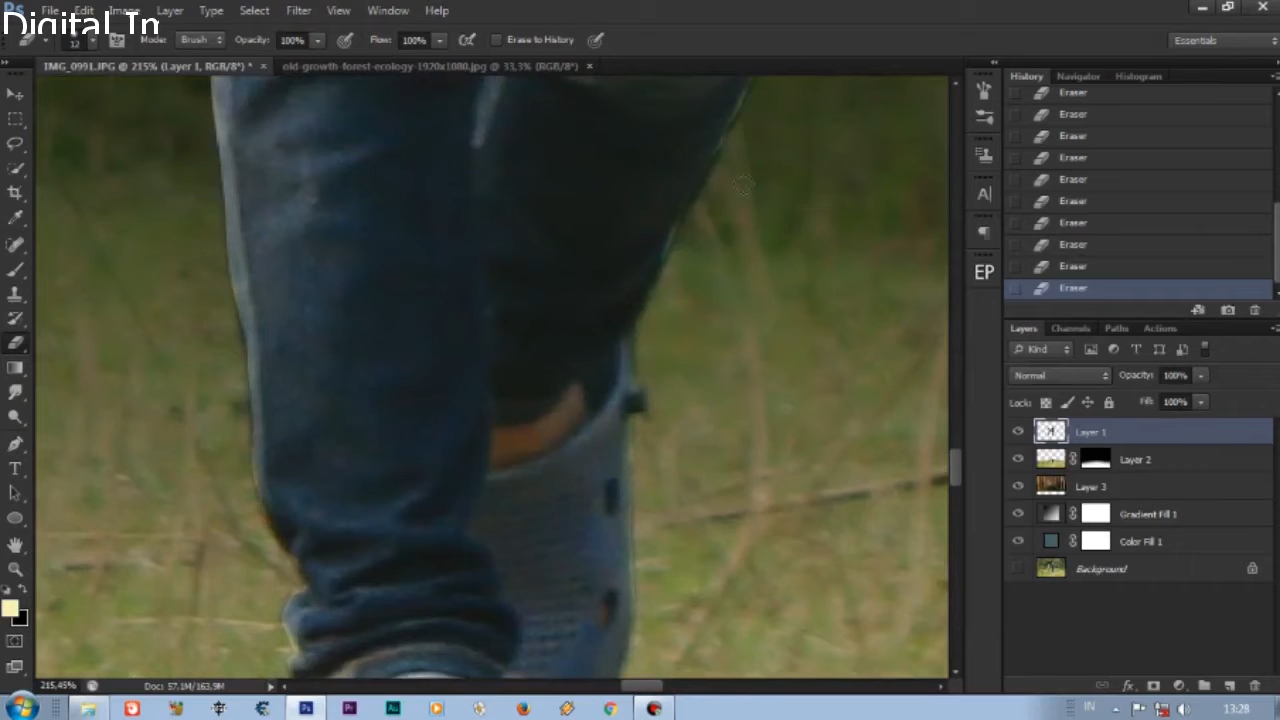 Ps File Edit Image Layer Type Select Filter View Window Help
Digital Im
12 Mode: Brush Opacity: 100% Flow: 100% Erase to History Essentials
IMG_0991.JPG @ 215% (Layer 1, RGB/8*) * × old-growth-forest-ecology-1920x1080.jpg @ 33,3% (RGB/8*) ×
History Navigator Histogram
Eraser
Eraser
Eraser
Eraser
Eraser
Eraser
Eraser
Eraser
Eraser
Eraser
EP
Layers Channels Paths Actions
Kind
Normal Opacity: 100%
Lock: Fill: 100%
Layer 1
Layer 2
Layer 3
Gradient Fill 1
Color Fill 1
Background
215,45% Doc: 57,1M/163,9M
IN 13:28